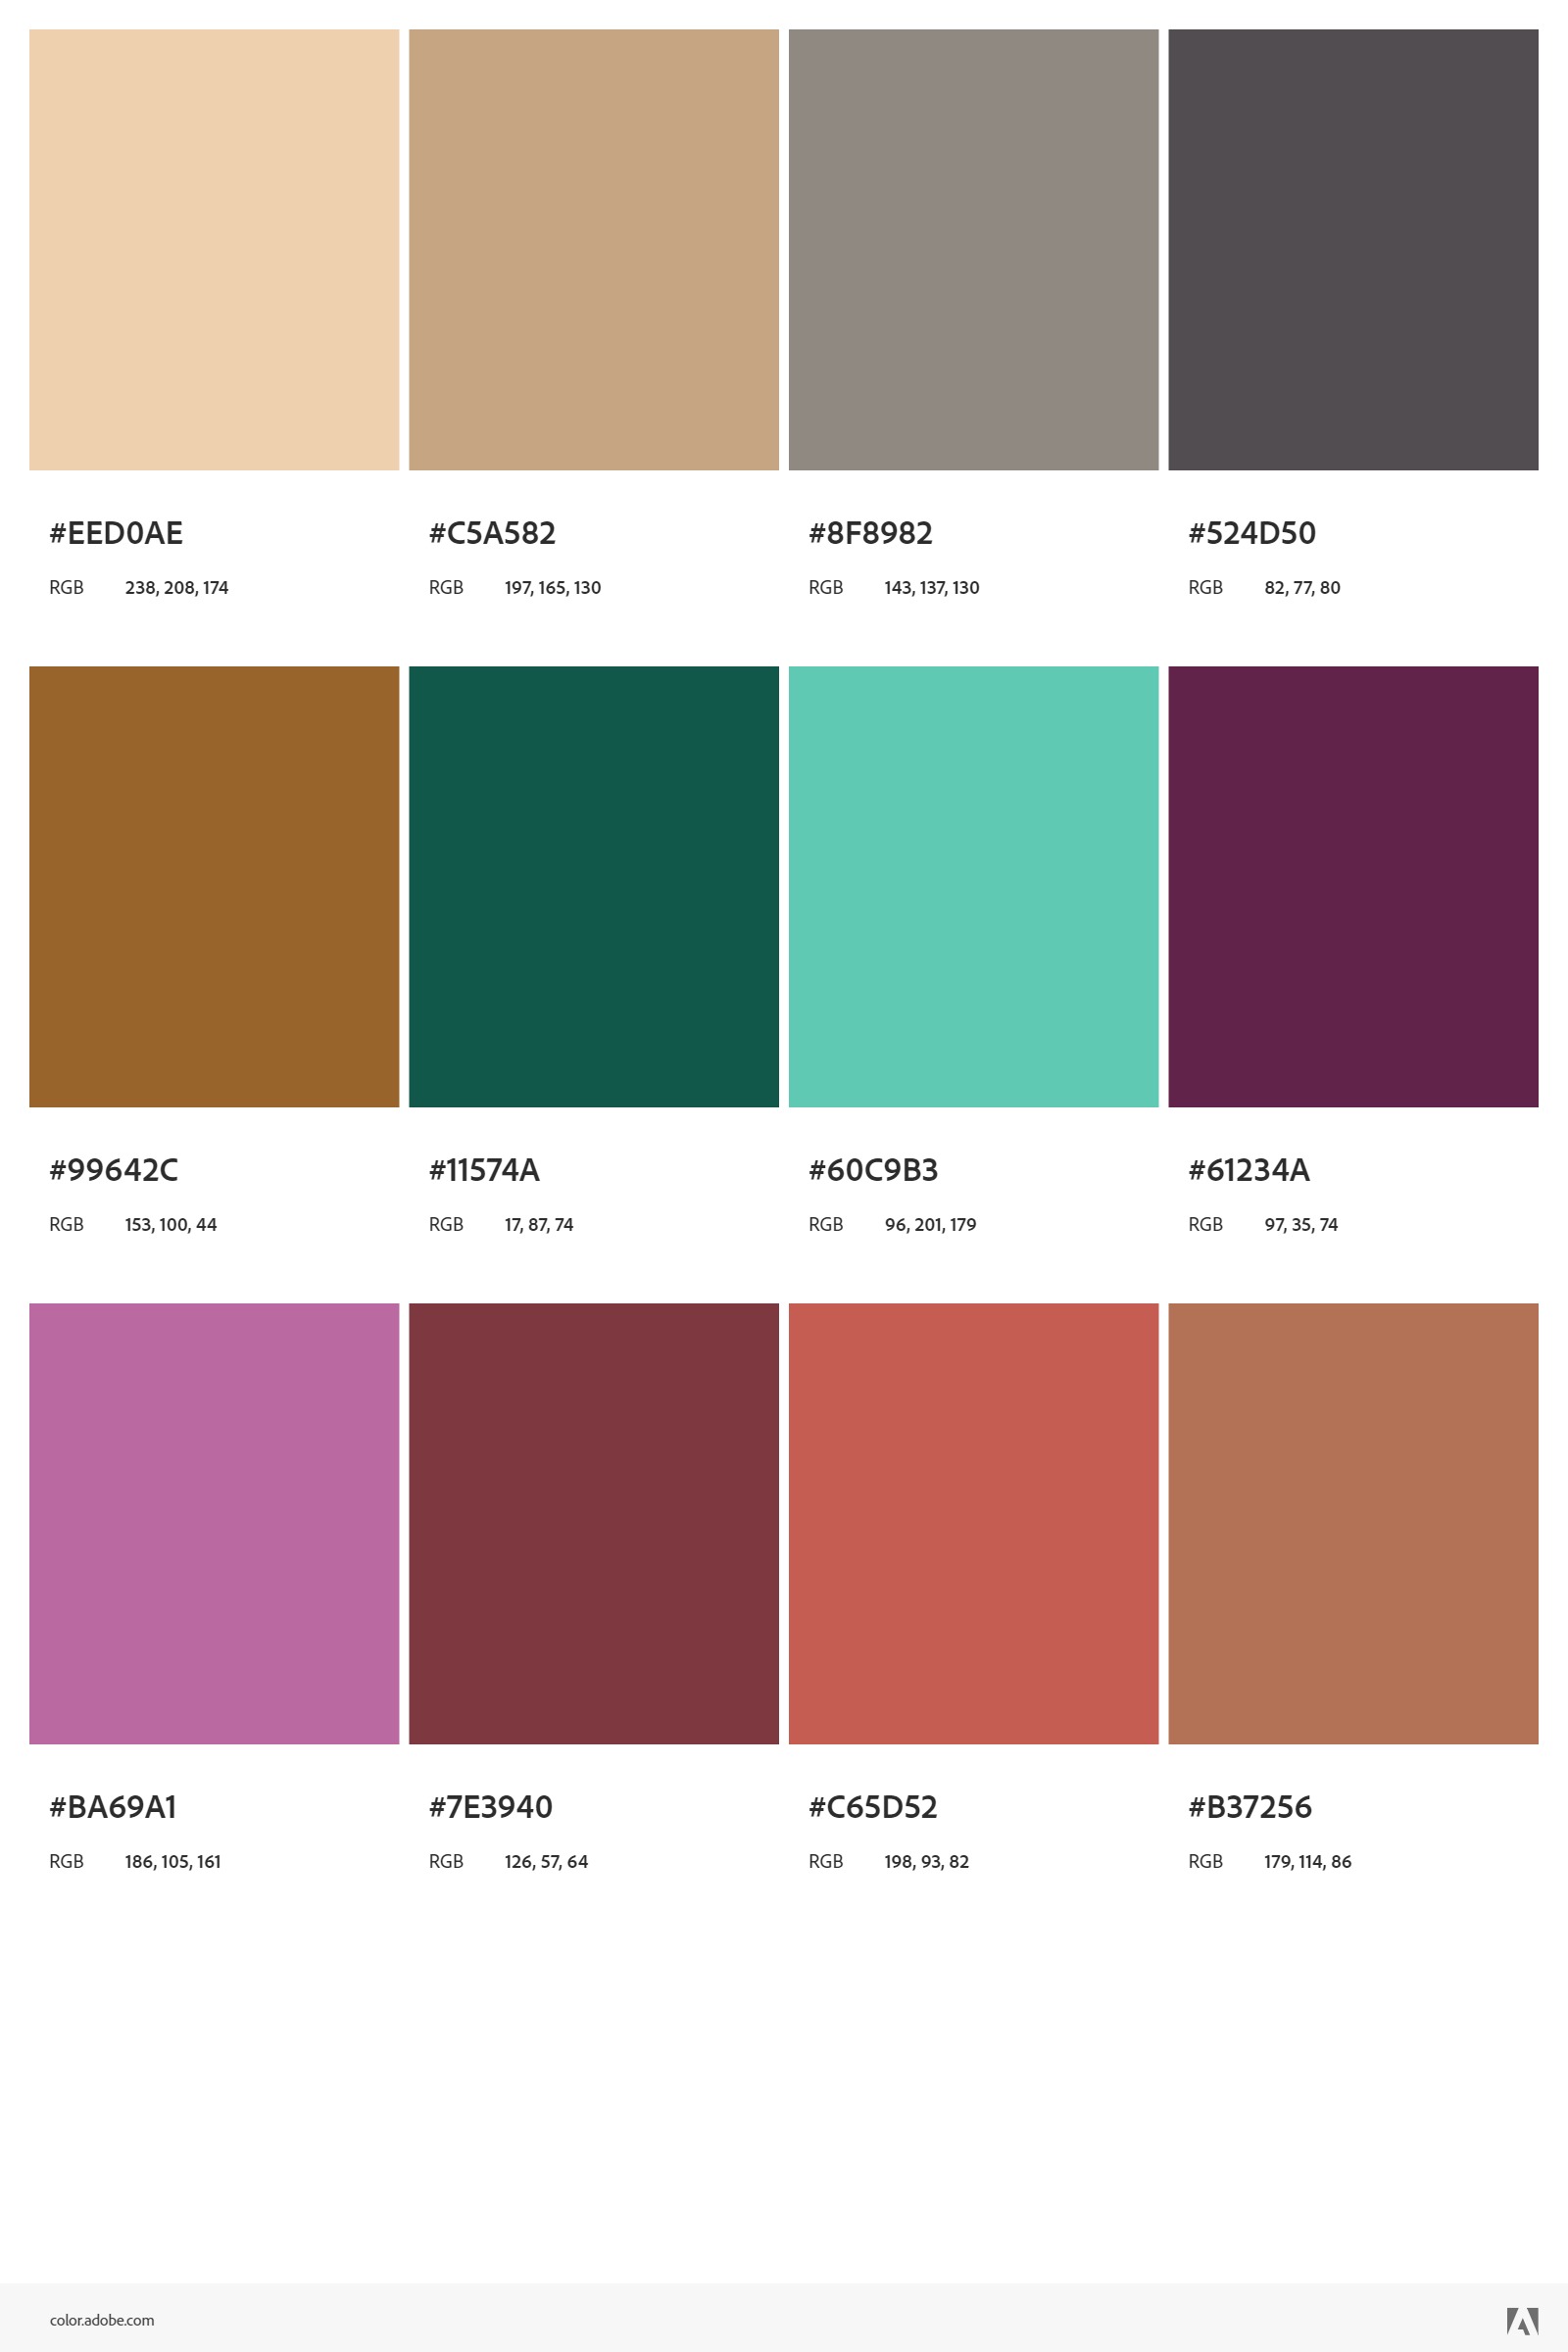 #EED0AE #C5A582 #8F8982 #524D50
RGB 238, 208, 174 RGB 197, 165, 130 RGB 143, 137, 130 RGB 82, 77, 80
#99642C #11574A #60C9B3 #61234A
RGB 153, 100, 44 RGB 17, 87, 74 RGB 96, 201, 179 RGB 97, 35, 74
#BA69A1 #7E3940 #C65D52 #B37256
RGB 186, 105, 161 RGB 126, 57, 64 RGB 198, 93, 82 RGB 179, 114, 86
color.adobe.com